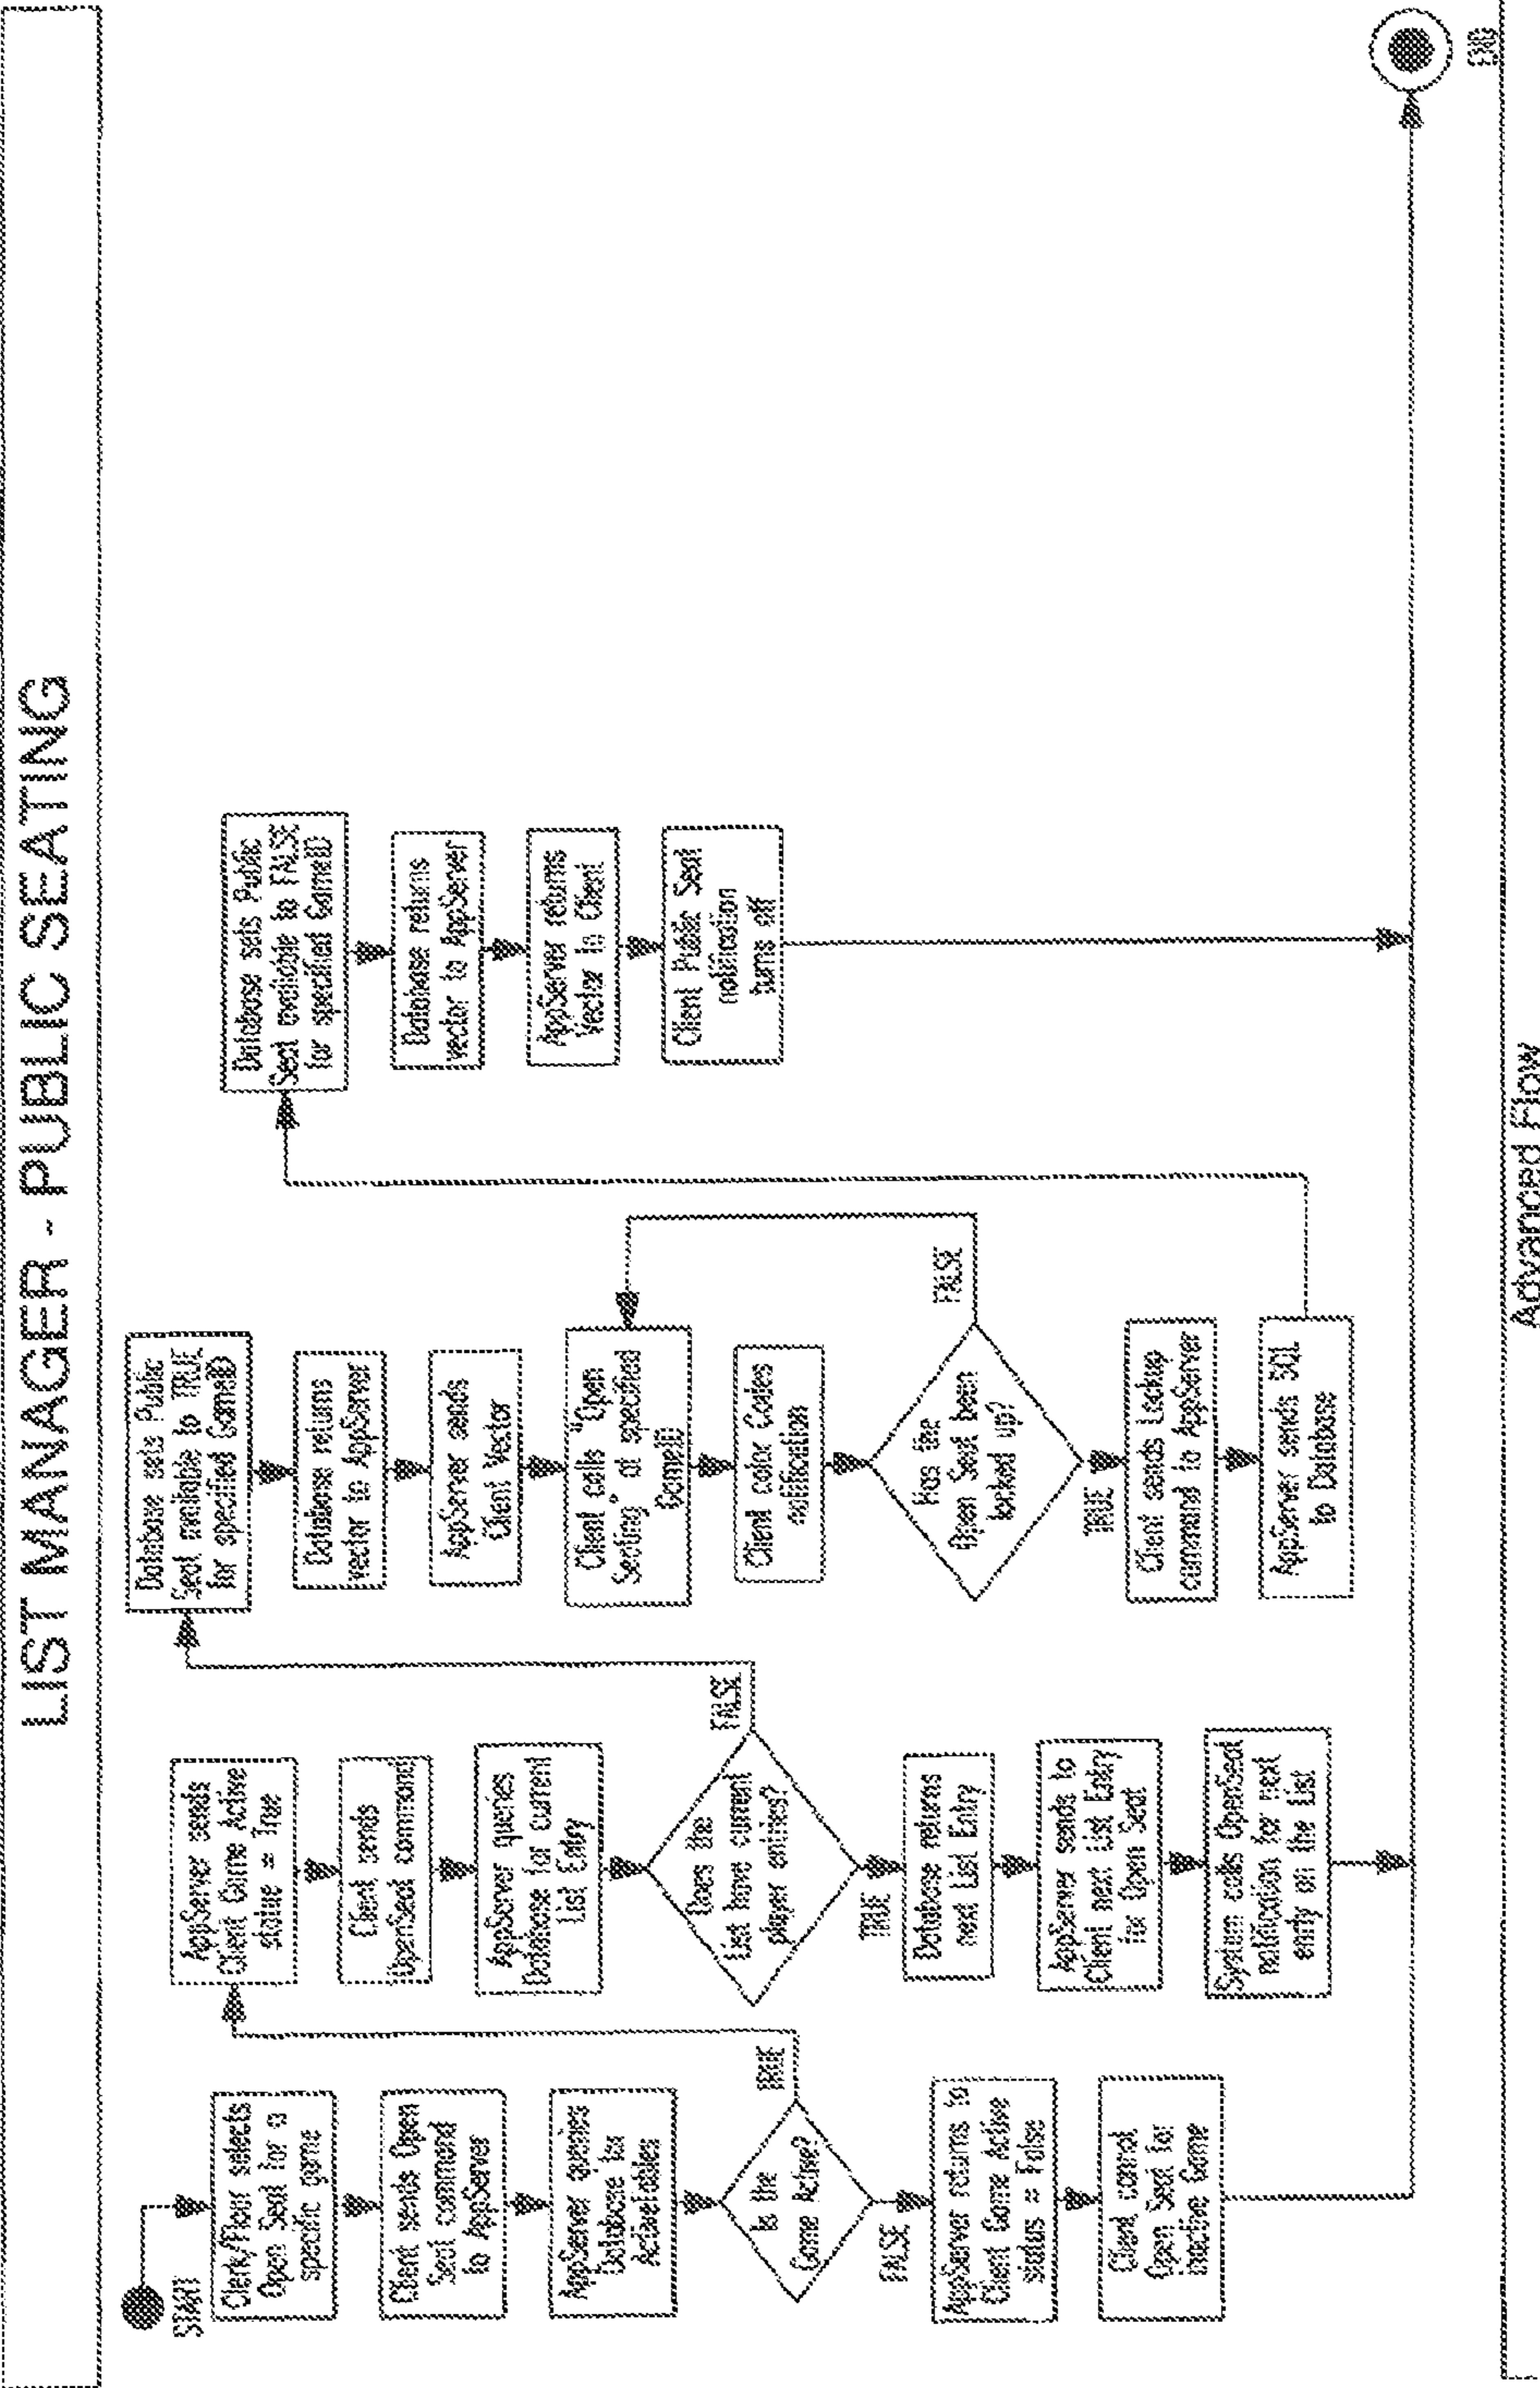 LIST MANAGER - PUBLIC SEATING
START
Clerk/Floor selects
Open Seat for a
specific game
Client sends Open
Seat command
to AppServer
AppServer queries
Database for
ActiveTables
Is the
Game Active?
TRUE
FALSE
AppServer returns to
Client Game Active
status = False
Client cannot
Open Seat for
inactive Game
AppServer sends
Client Game Active
status = True
Client sends
OpenSeat command
AppServer queries
Database for current
List Entry
Does the
List have current
player entries?
FALSE
TRUE
Database returns
next List Entry
AppServer sends to
Client next List Entry
for Open Seat
System calls OpenSeat
notification for next
entry on the List
Database sets Public
Seat available to TRUE
for specified GameID
Database returns
vector to AppServer
AppServer sends
Client Vector
Client calls "Open
Seating" at specified
GameID
Client color Codes
notification
Has the
Open Seat been
locked up?
FALSE
TRUE
Client sends Lockup
command to AppServer
AppServer sends SQL
to Database
Database sets Public
Seat available to FALSE
for specified GameID
Database returns
vector to AppServer
AppServer returns
Vector to Client
Client Public Seat
notification
turns off
END
Advanced Flow